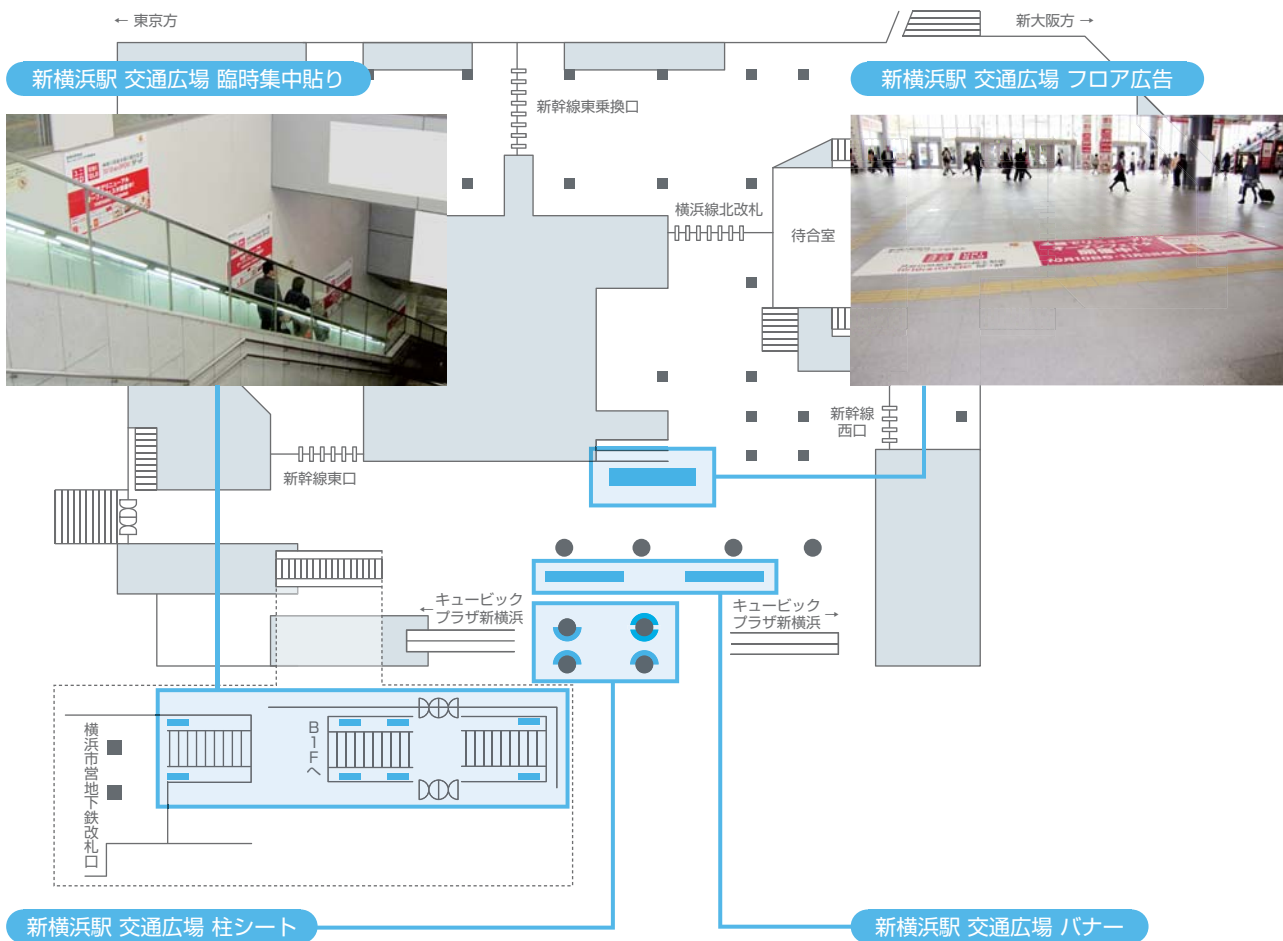 ← 東京方
新大阪方 →
新横浜駅 交通広場 臨時集中貼り
新横浜駅 交通広場 フロア広告
新幹線東乗換口
横浜線北改札
待合室
新幹線
西口
新幹線東口
←キュービック
プラザ新横浜
キュービック
プラザ新横浜 →
B1Fへ
横浜市営地下鉄改札口
新横浜駅 交通広場 柱シート
新横浜駅 交通広場 バナー